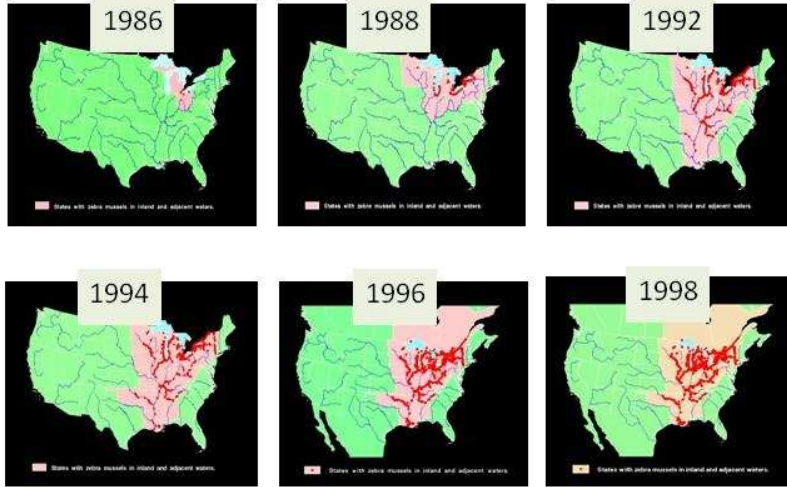 1986
1988
1992
States with zebra mussels in inland and adjacent waters.
States with zebra mussels in inland and adjacent waters.
States with zebra mussels in inland and adjacent waters.
1994
1996
1998
States with zebra mussels in inland and adjacent waters.
States with zebra mussels in inland and adjacent waters.
States with zebra mussels in inland and adjacent waters.